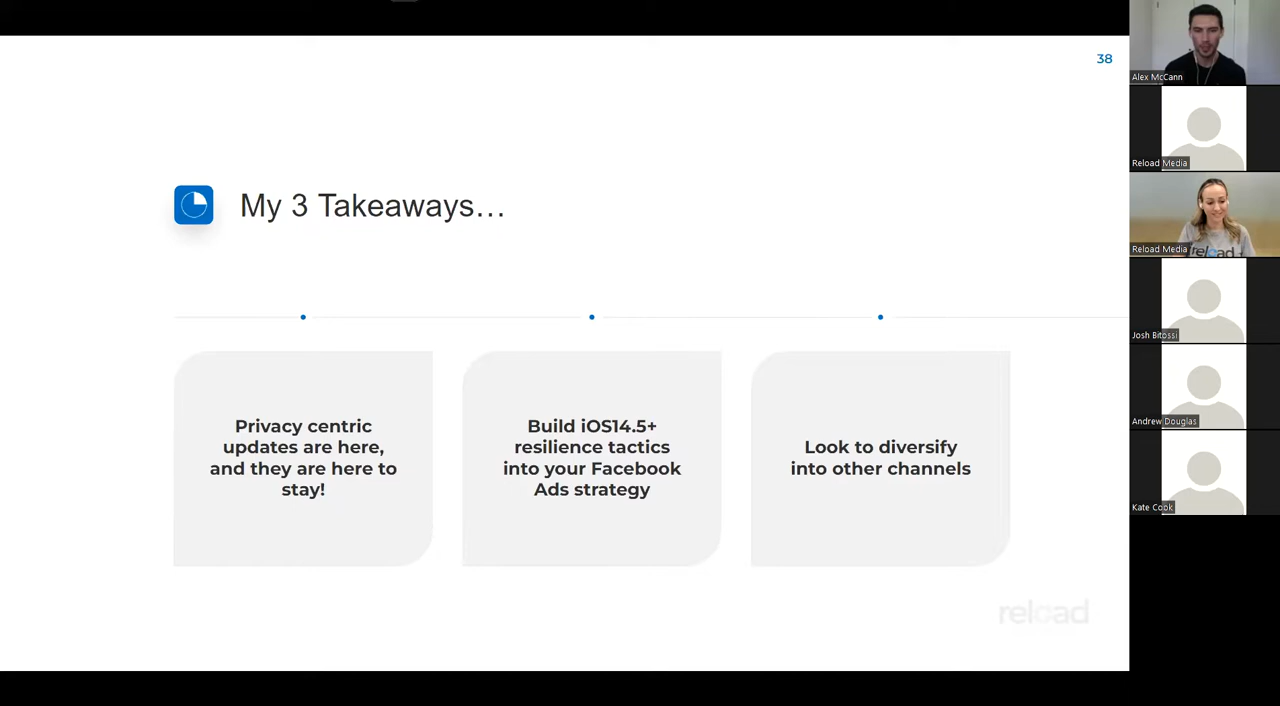 38
My 3 Takeaways...
Privacy centric
updates are here,
and they are here to
stay!
Build iOS14.5+
resilience tactics
into your Facebook
Ads strategy
Look to diversify
into other channels
reload
Alex McCann
Reload Media
reload
Reload Media
Josh Bitossi
Andrew Douglas
Kate Cook